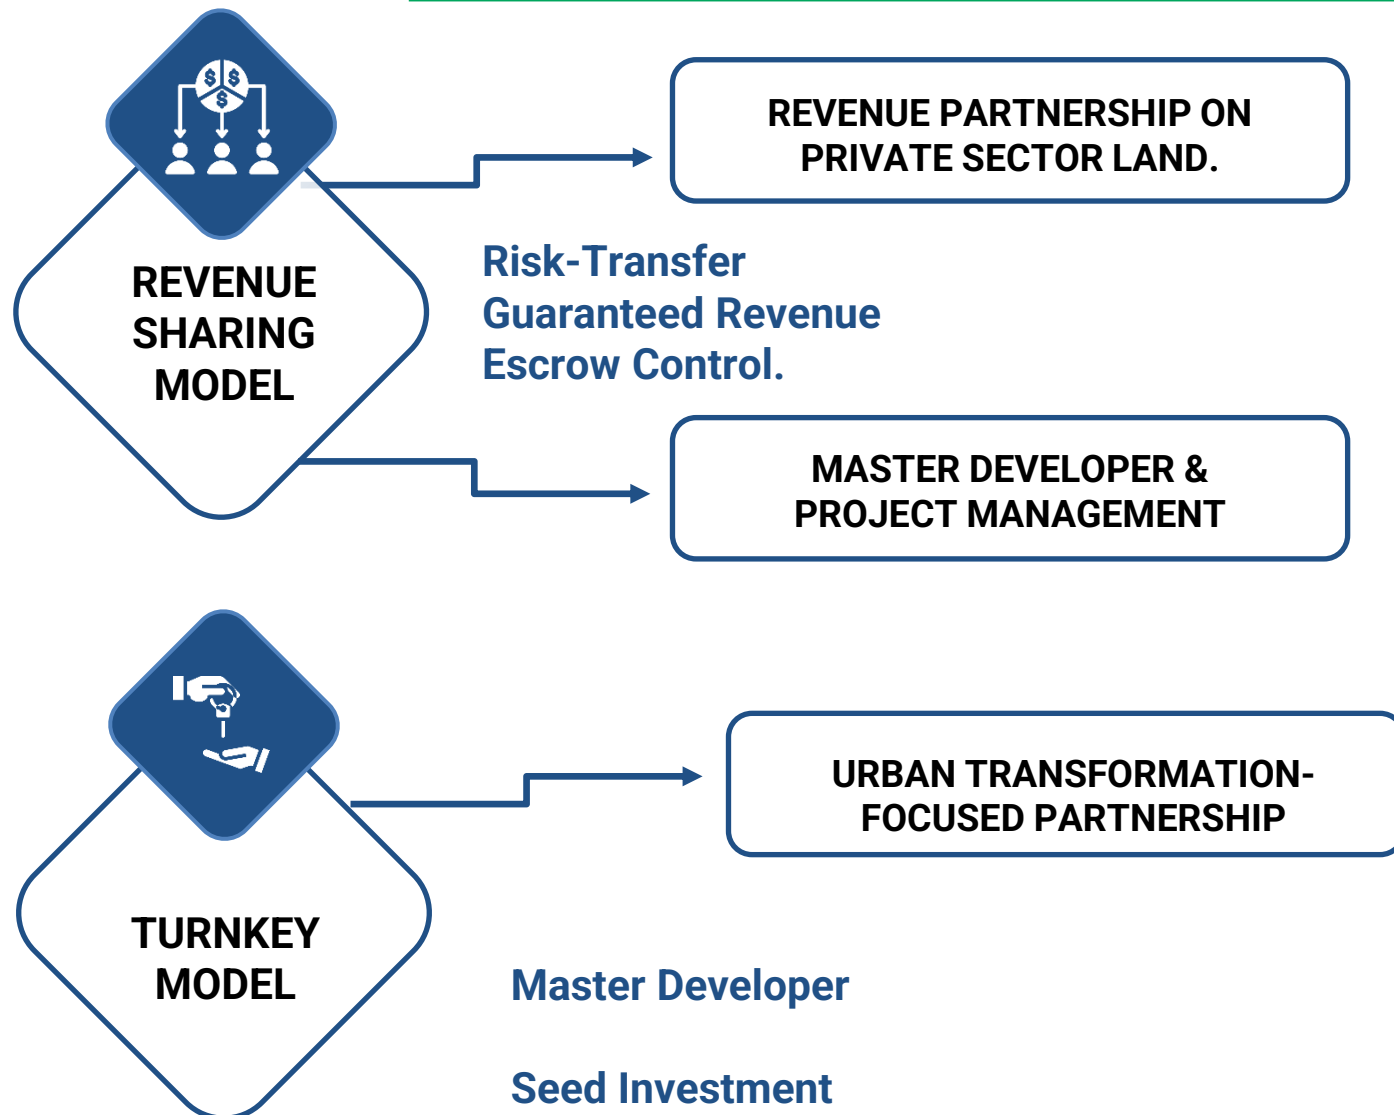 REVENUE PARTNERSHIP ON
PRIVATE SECTOR LAND.
REVENUE
SHARING
MODEL
Risk-Transfer
Guaranteed Revenue
Escrow Control.
MASTER DEVELOPER &
PROJECT MANAGEMENT
URBAN TRANSFORMATION-
FOCUSED PARTNERSHIP
TURNKEY
MODEL
Master Developer
Seed Investment